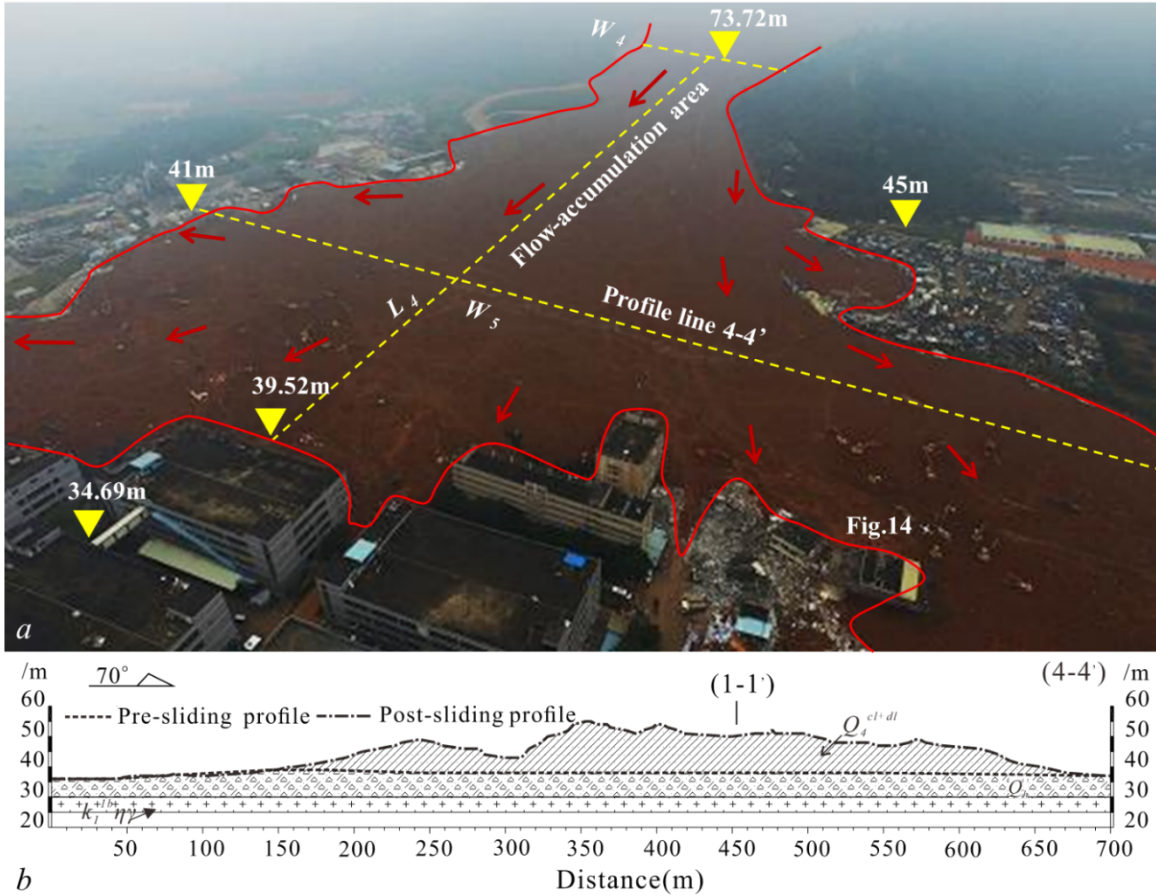 W₄
73.72m
Flow-accumulation area
41m
45m
L₄
W₅
Profile line 4-4’
39.52m
34.69m
Fig.14
a
/m
70°
(1-1’)
(4-4’)
/m
60
Pre-sliding profile
Post-sliding profile
Q₄ᶜˡ⁺ᵈˡ
60
50
50
40
40
30
30
20
20
50 100 150 200 250 300 350 400 450 500 550 600 650 700
b
Distance(m)